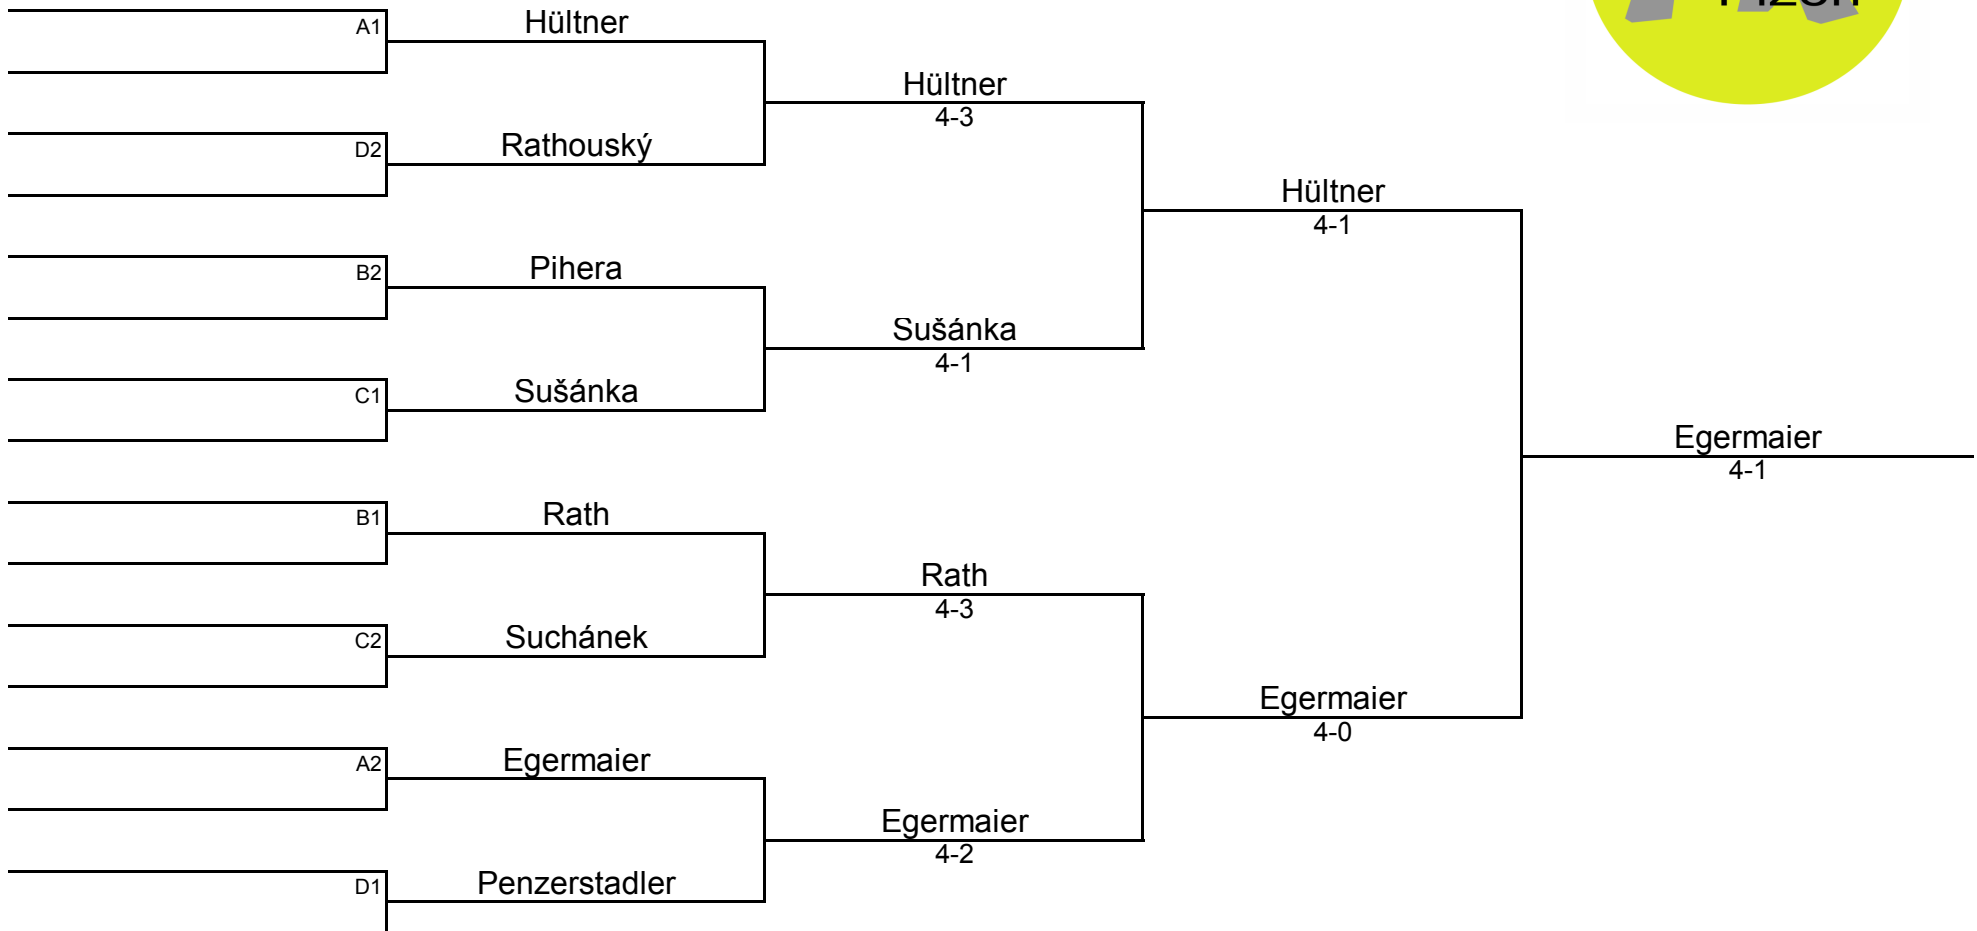 A1
Hültner
Hültner
4-3
D2
Rathouský
Hültner
4-1
B2
Pihera
Sušánka
4-1
C1
Sušánka
Egermaier
4-1
B1
Rath
Rath
4-3
C2
Suchánek
Egermaier
4-0
A2
Egermaier
Egermaier
4-2
D1
Penzerstadler